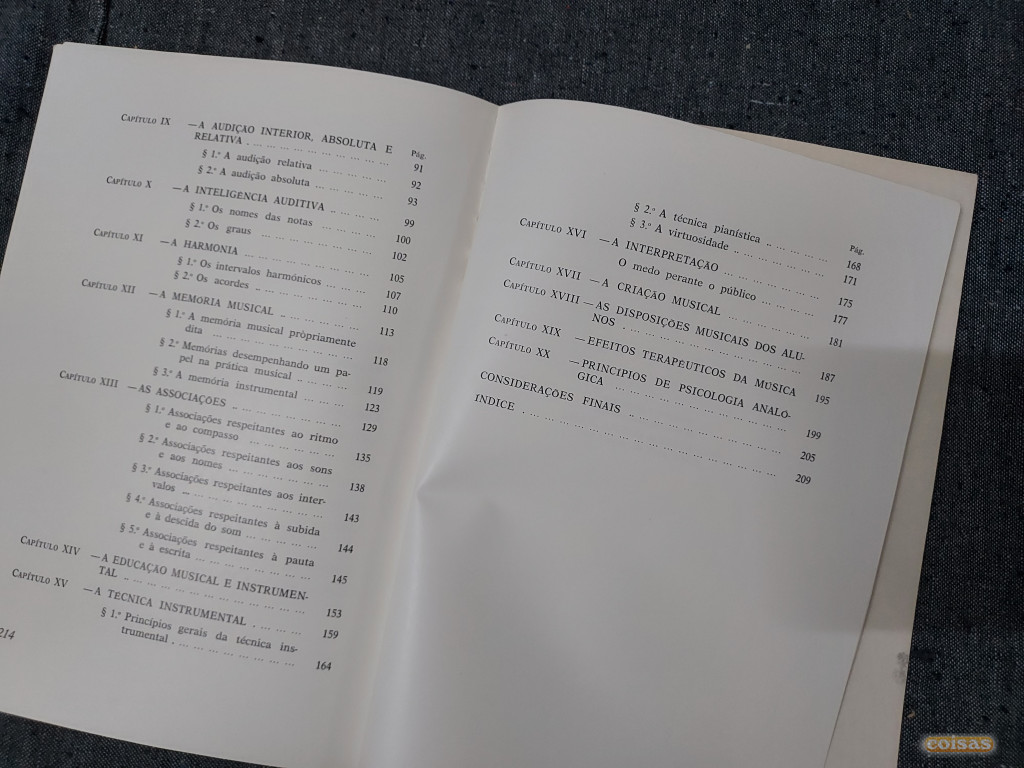 Pág.
CAPÍTULO IX — A AUDIÇÃO INTERIOR, ABSOLUTA E
RELATIVA . ... ... ... ... ... ... ... ... ... ... 91
§ 1.º A audição relativa ... ... ... ... ... 92
§ 2.º A audição absoluta ... ... ... ... ... 93
CAPÍTULO X — A INTELIGÊNCIA AUDITIVA .. ... ... ... 99
§ 1.º Os nomes das notas ... ... ... ... ... 100
§ 2.º Os graus ... ... ... ... ... ... ... ... 102
CAPÍTULO XI — A HARMONIA ... ... ... ... ... ... ... ... 105
§ 1.º Os intervalos harmónicos ... ... ... ... 107
§ 2.º Os acordes .. ... ... ... ... ... ... ... 110
CAPÍTULO XII — A MEMÓRIA MUSICAL .. ... ... ... ... 113
§ 1.º A memória musical pròpriamente
dita ... ... ... ... ... ... ... ... ... 118
§ 2.º Memórias desempenhando um pa-
pel na prática musical .. ... ... ... 119
§ 3.º A memória instrumental ... ... ... 123
CAPÍTULO XIII — AS ASSOCIAÇÕES .. ... ... ... ... ... ... 129
§ 1.º Associações respeitantes ao ritmo
e ao compasso ... ... ... ... ... 135
§ 2.º Associações respeitantes aos sons
e aos nomes ... ... ... ... ... ... 138
§ 3.º Associações respeitantes aos inter-
valos ... ... ... ... ... ... ... ... 143
§ 4.º Associações respeitantes à subida
e à descida do som ... ... ... ... 144
§ 5.º Associações respeitantes à pauta
e à escrita ... ... ... ... ... ... ... 145
CAPÍTULO XIV — A EDUCAÇÃO MUSICAL E INSTRUMEN-
TAL .. ... ... ... ... ... ... ... ... ... ... 153
CAPÍTULO XV — A TÉCNICA INSTRUMENTAL . ... ... ... 159
§ 1.º Princípios gerais da técnica ins-
trumental . ... ... ... ... ... ... ... 164
214
Pág.
§ 2.º A técnica pianística .. ... ... ... ... 168
§ 3.º A virtuosidade .. ... ... ... ... ... ... 171
CAPÍTULO XVI — A INTERPRETAÇÃO ... ... ... ... ... ... 175
O medo perante o público ... ... ... ... 177
CAPÍTULO XVII — A CRIAÇÃO MUSICAL ... ... ... ... ... 181
CAPÍTULO XVIII — AS DISPOSIÇÕES MUSICAIS DOS ALU-
NOS . ... ... ... ... ... ... ... ... ... 187
CAPÍTULO XIX — EFEITOS TERAPÊUTICOS DA MÚSICA 195
CAPÍTULO XX — PRINCÍPIOS DE PSICOLOGIA ANALÓ-
GICA ... ... ... ... ... ... ... ... ... 199
CONSIDERAÇÕES FINAIS .. ... ... ... ... ... ... ... 205
INDICE . ... ... ... ... ... ... ... ... ... ... ... ... ... 209
coisas